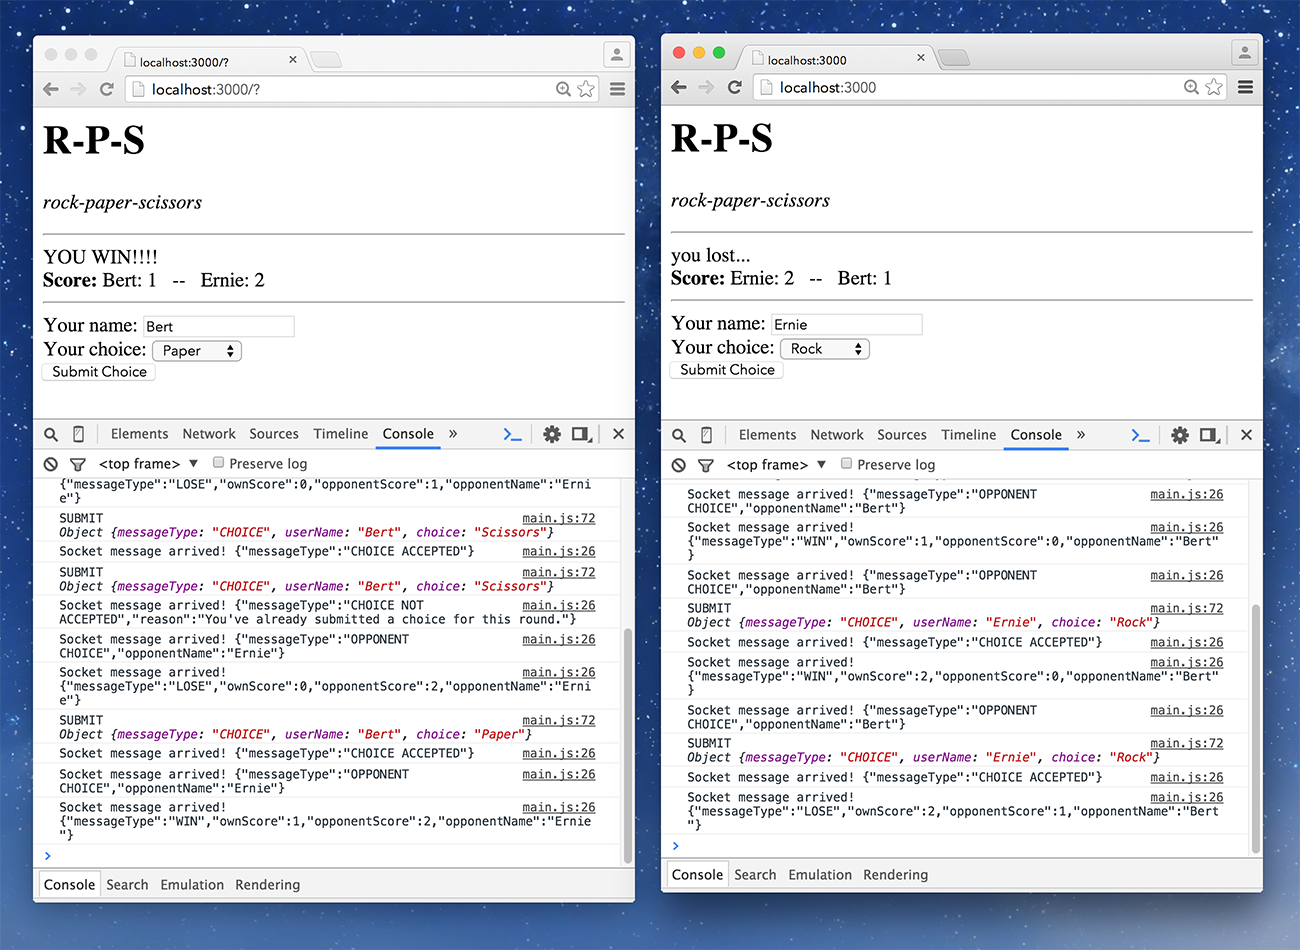 localhost:3000/?
localhost:3000/?
R-P-S
rock-paper-scissors
YOU WIN!!!!
Score: Bert: 1 -- Ernie: 2
Your name: Bert
Your choice: Paper
Submit Choice
Elements Network Sources Timeline Console »
<top frame> ▼ Preserve log
{"messageType":"LOSE","ownScore":0,"opponentScore":1,"opponentName":"Erni
e"}
SUBMIT main.js:72
Object {messageType: "CHOICE", userName: "Bert", choice: "Scissors"}
Socket message arrived! {"messageType":"CHOICE ACCEPTED"} main.js:26
SUBMIT main.js:72
Object {messageType: "CHOICE", userName: "Bert", choice: "Scissors"}
Socket message arrived! {"messageType":"CHOICE NOT main.js:26
ACCEPTED","reason":"You've already submitted a choice for this round."}
Socket message arrived! {"messageType":"OPPONENT main.js:26
CHOICE","opponentName":"Ernie"}
Socket message arrived! main.js:26
{"messageType":"LOSE","ownScore":0,"opponentScore":2,"opponentName":"Erni
e"}
SUBMIT main.js:72
Object {messageType: "CHOICE", userName: "Bert", choice: "Paper"}
Socket message arrived! {"messageType":"CHOICE ACCEPTED"} main.js:26
Socket message arrived! {"messageType":"OPPONENT main.js:26
CHOICE","opponentName":"Ernie"}
Socket message arrived! main.js:26
{"messageType":"WIN","ownScore":1,"opponentScore":2,"opponentName":"Ernie
"}
>
Console Search Emulation Rendering
localhost:3000
localhost:3000
R-P-S
rock-paper-scissors
you lost...
Score: Ernie: 2 -- Bert: 1
Your name: Ernie
Your choice: Rock
Submit Choice
Elements Network Sources Timeline Console »
<top frame> ▼ Preserve log
Socket message arrived! {"messageType":"OPPONENT main.js:26
CHOICE","opponentName":"Bert"}
Socket message arrived! main.js:26
{"messageType":"WIN","ownScore":1,"opponentScore":0,"opponentName":"Bert"
}
Socket message arrived! {"messageType":"OPPONENT main.js:26
CHOICE","opponentName":"Bert"}
SUBMIT main.js:72
Object {messageType: "CHOICE", userName: "Ernie", choice: "Rock"}
Socket message arrived! {"messageType":"CHOICE ACCEPTED"} main.js:26
Socket message arrived! main.js:26
{"messageType":"WIN","ownScore":2,"opponentScore":0,"opponentName":"Bert"
}
Socket message arrived! {"messageType":"OPPONENT main.js:26
CHOICE","opponentName":"Bert"}
SUBMIT main.js:72
Object {messageType: "CHOICE", userName: "Ernie", choice: "Rock"}
Socket message arrived! {"messageType":"CHOICE ACCEPTED"} main.js:26
Socket message arrived! main.js:26
{"messageType":"LOSE","ownScore":2,"opponentScore":1,"opponentName":"Bert
"}
>
Console Search Emulation Rendering